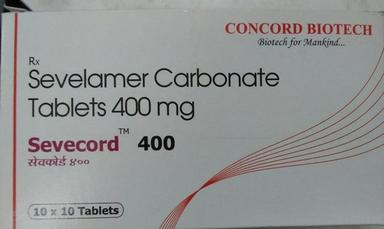 CONCORD BIOTECH
Biotech for Mankind...
Rx
Sevelamer Carbonate
Tablets 400 mg
Sevecord™ 400
सेवकोर्ड ४००
10 x 10 Tablets